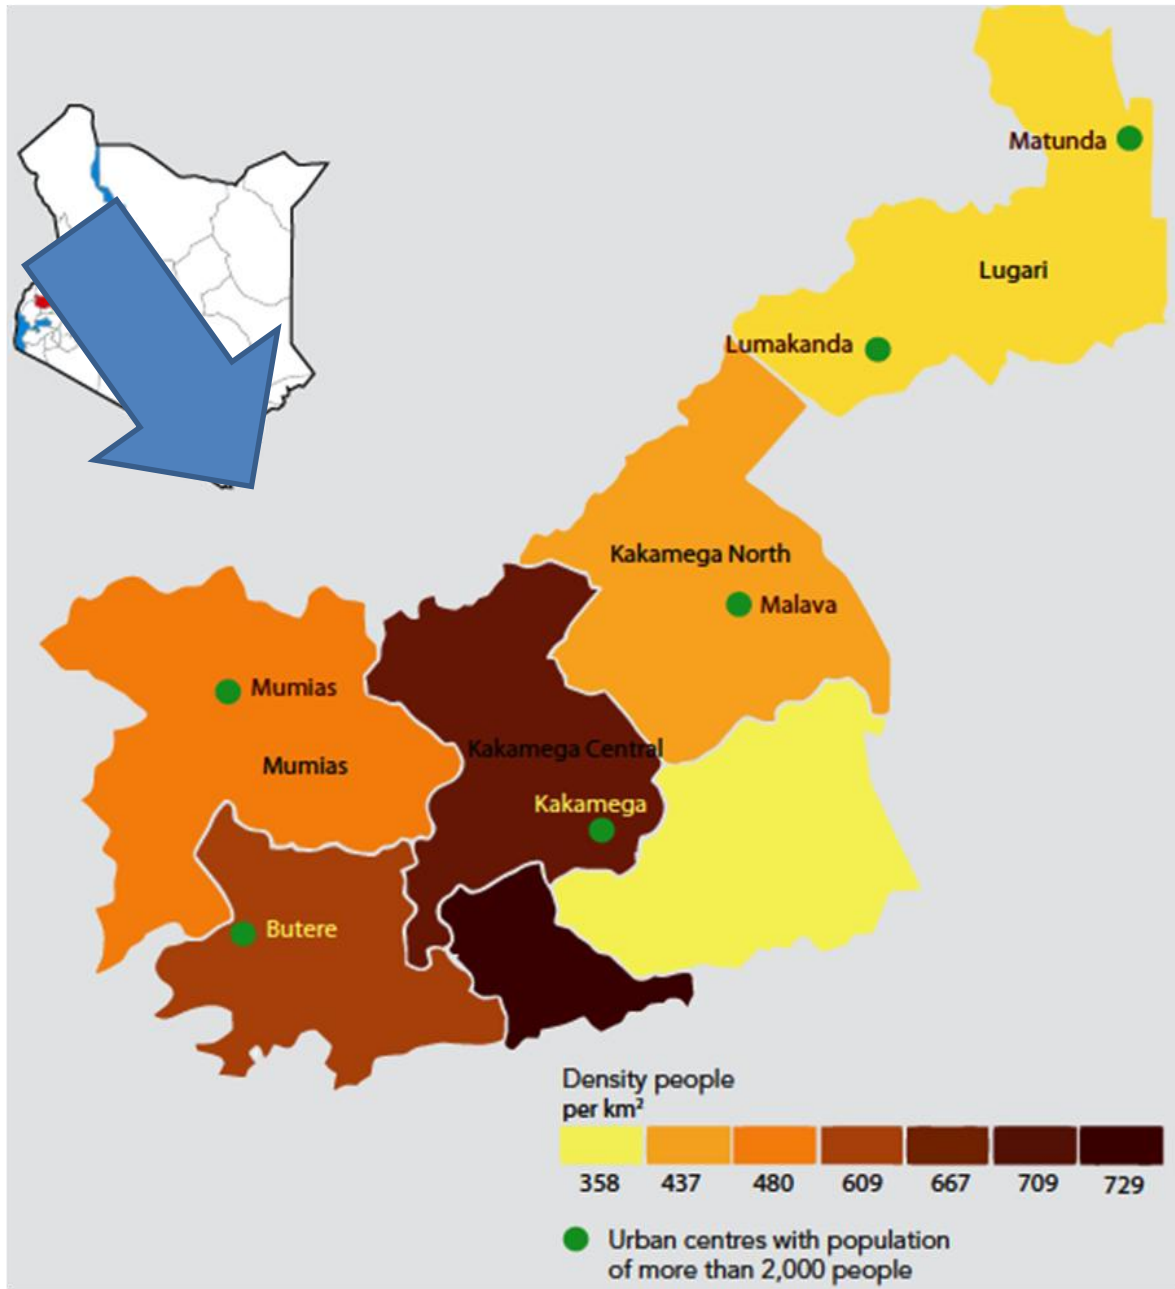 Matunda
Lugari
Lumakanda
Kakamega North
Malava
Mumias
Kakamega Central
Mumias
Kakamega
Butere
Density people
per km²
358 437 480 609 667 709 729
Urban centres with population
of more than 2,000 people